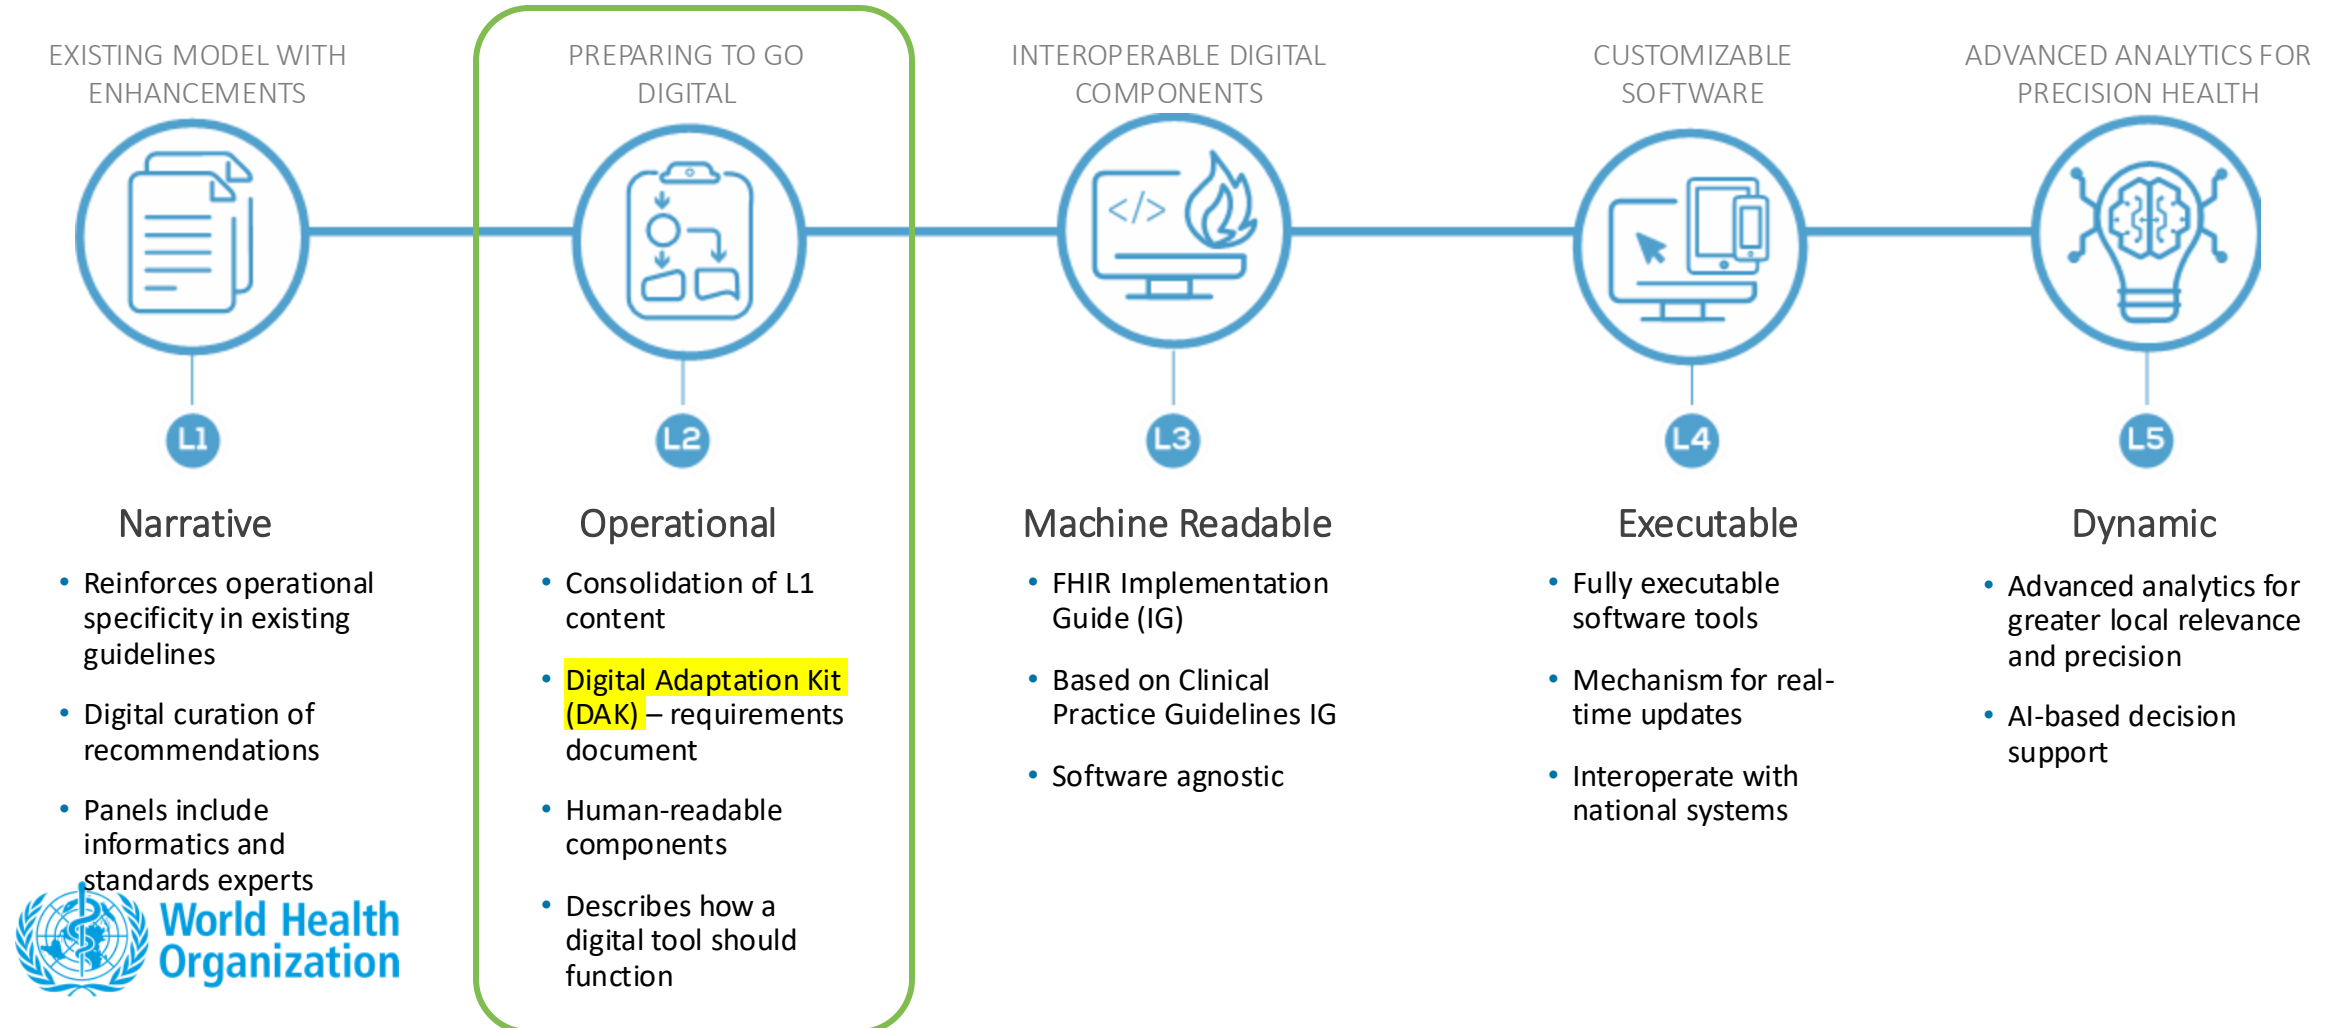 EXISTING MODEL WITH
ENHANCEMENTS
L1
Narrative
• Reinforces operational
specificity in existing
guidelines
• Digital curation of
recommendations
• Panels include
informatics and
standards experts
World Health
Organization
PREPARING TO GO
DIGITAL
L2
Operational
• Consolidation of L1
content
• Digital Adaptation Kit
(DAK) – requirements
document
• Human-readable
components
• Describes how a
digital tool should
function
INTEROPERABLE DIGITAL
COMPONENTS
</>
L3
Machine Readable
• FHIR Implementation
Guide (IG)
• Based on Clinical
Practice Guidelines IG
• Software agnostic
CUSTOMIZABLE
SOFTWARE
L4
Executable
• Fully executable
software tools
• Mechanism for real-
time updates
• Interoperate with
national systems
ADVANCED ANALYTICS FOR
PRECISION HEALTH
L5
Dynamic
• Advanced analytics for
greater local relevance
and precision
• AI-based decision
support